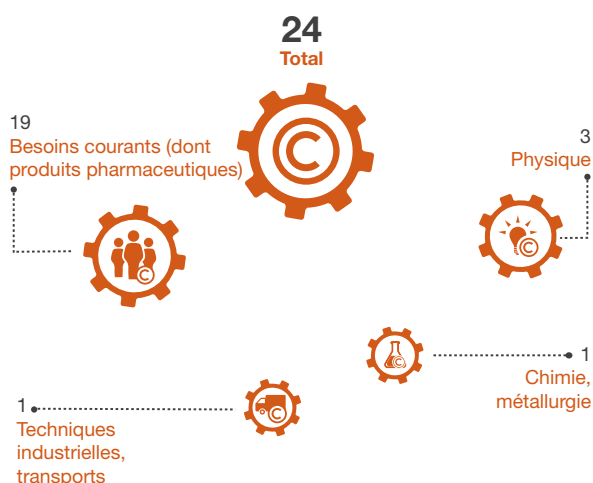 24
Total
19
Besoins courants (dont
produits pharmaceutiques)
3
Physique
1
Chimie,
métallurgie
1
Techniques
industrielles,
transports